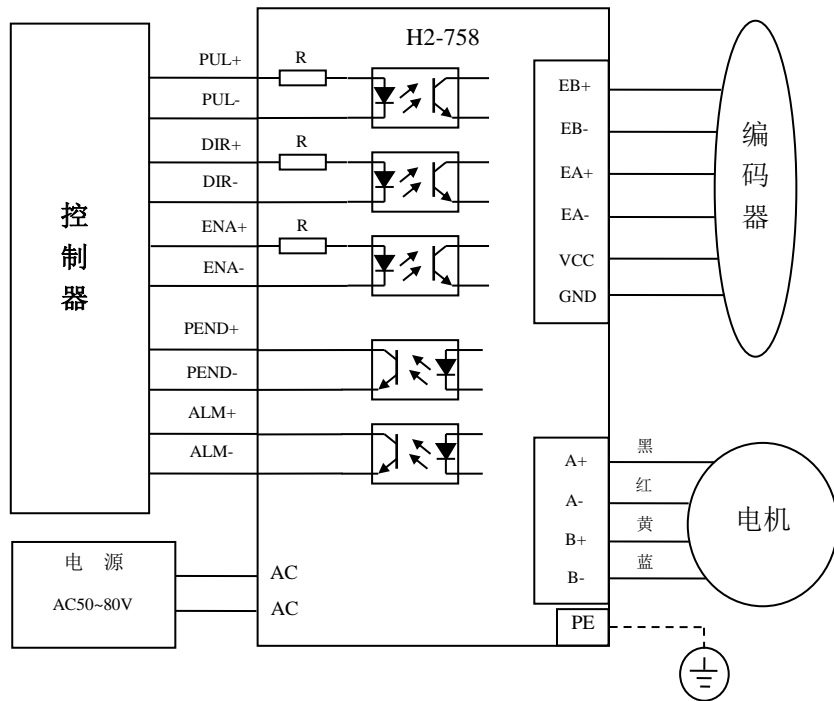 H2-758
控
制
器
PUL+
R
PUL-
DIR+
R
DIR-
ENA+
R
ENA-
PEND+
PEND-
ALM+
ALM-
EB+
EB-
EA+
EA-
VCC
GND
编
码
器
A+
黑
A-
红
B+
黄
B-
蓝
电机
电 源
AC50~80V
AC
AC
PE